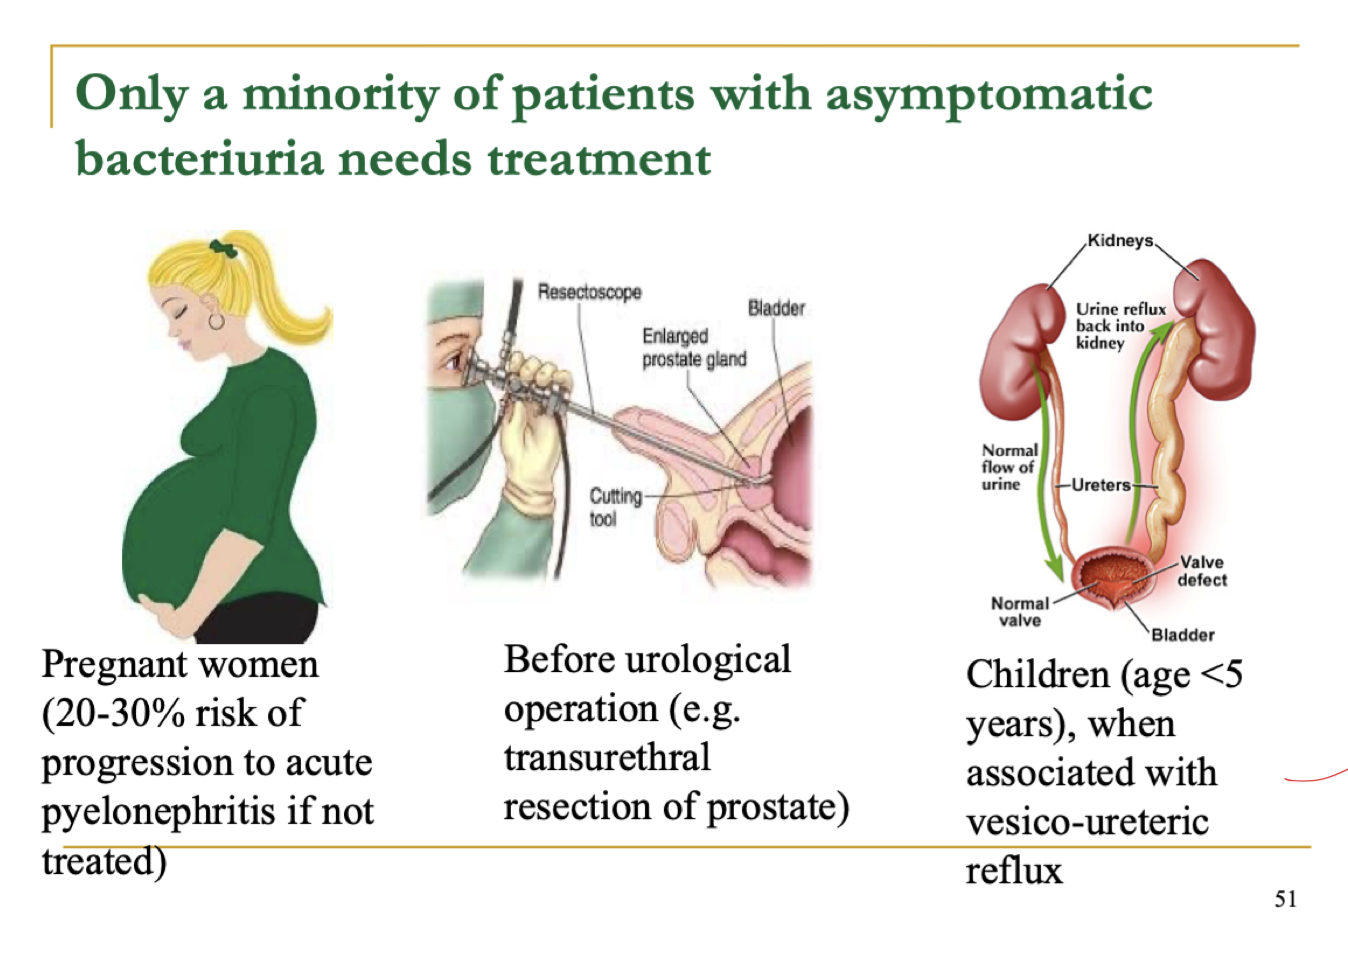 Only a minority of patients with asymptomatic
bacteriuria needs treatment
Resectoscope
Bladder
Enlarged
prostate gland
Cutting
tool
Kidneys
Urine reflux
back into
kidney
Normal
flow of
urine
Ureters
Valve
defect
Normal
valve
Bladder
Pregnant women
(20-30% risk of
progression to acute
pyelonephritis if not
treated)
Before urological
operation (e.g.
transurethral
resection of prostate)
Children (age <5
years), when
associated with
vesico-ureteric
reflux
51